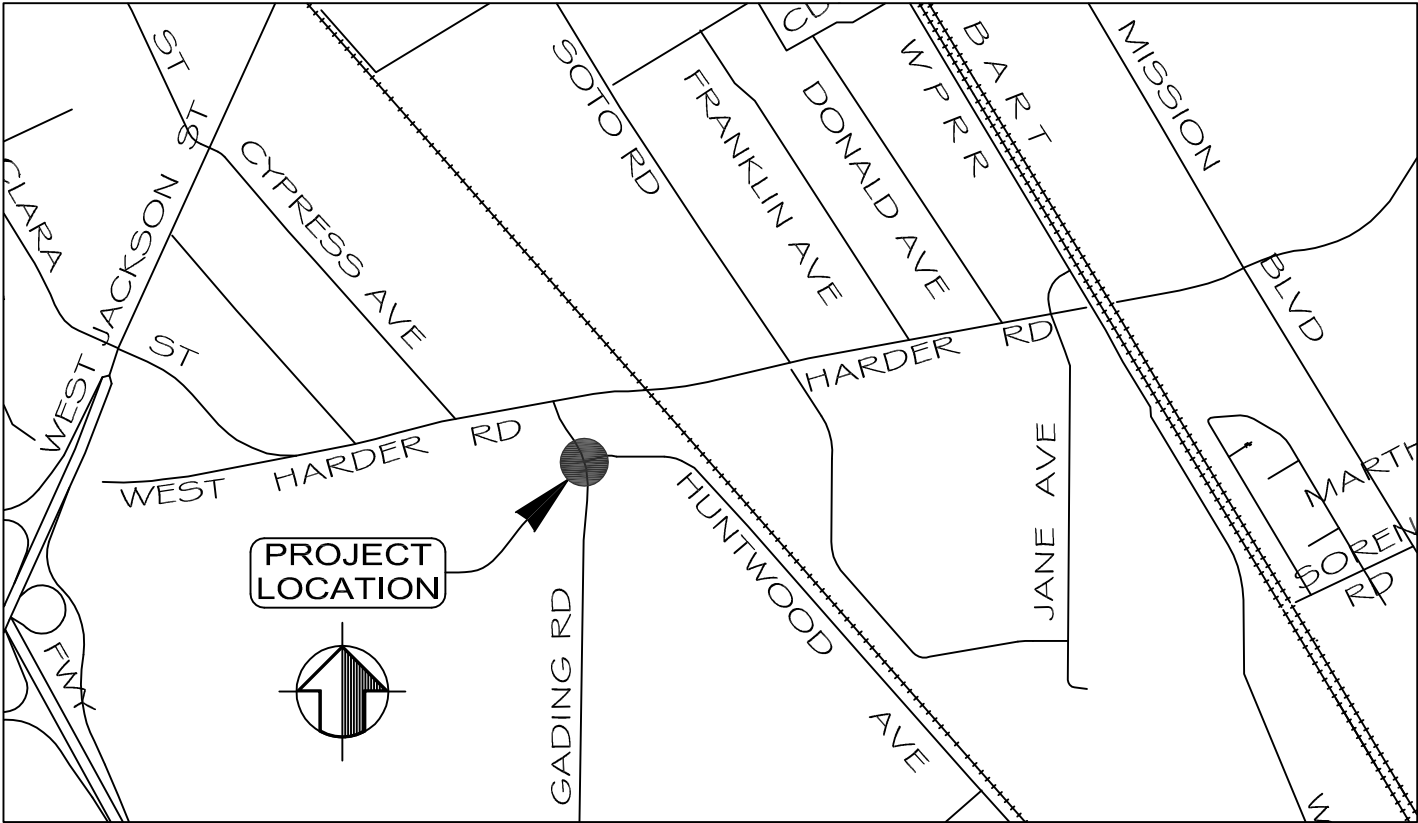 ST
WEST JACKSON ST
CLARA
ST
CYPRESS AVE
SOTO RD
FRANKLIN AVE
DONALD AVE
W P R R
BART
MISSION
BLVD
WEST HARDER RD
HARDER RD
PROJECT
LOCATION
HUNTWOOD
AVE
GADING RD
JANE AVE
MARTH
SOREN
RD
FWY